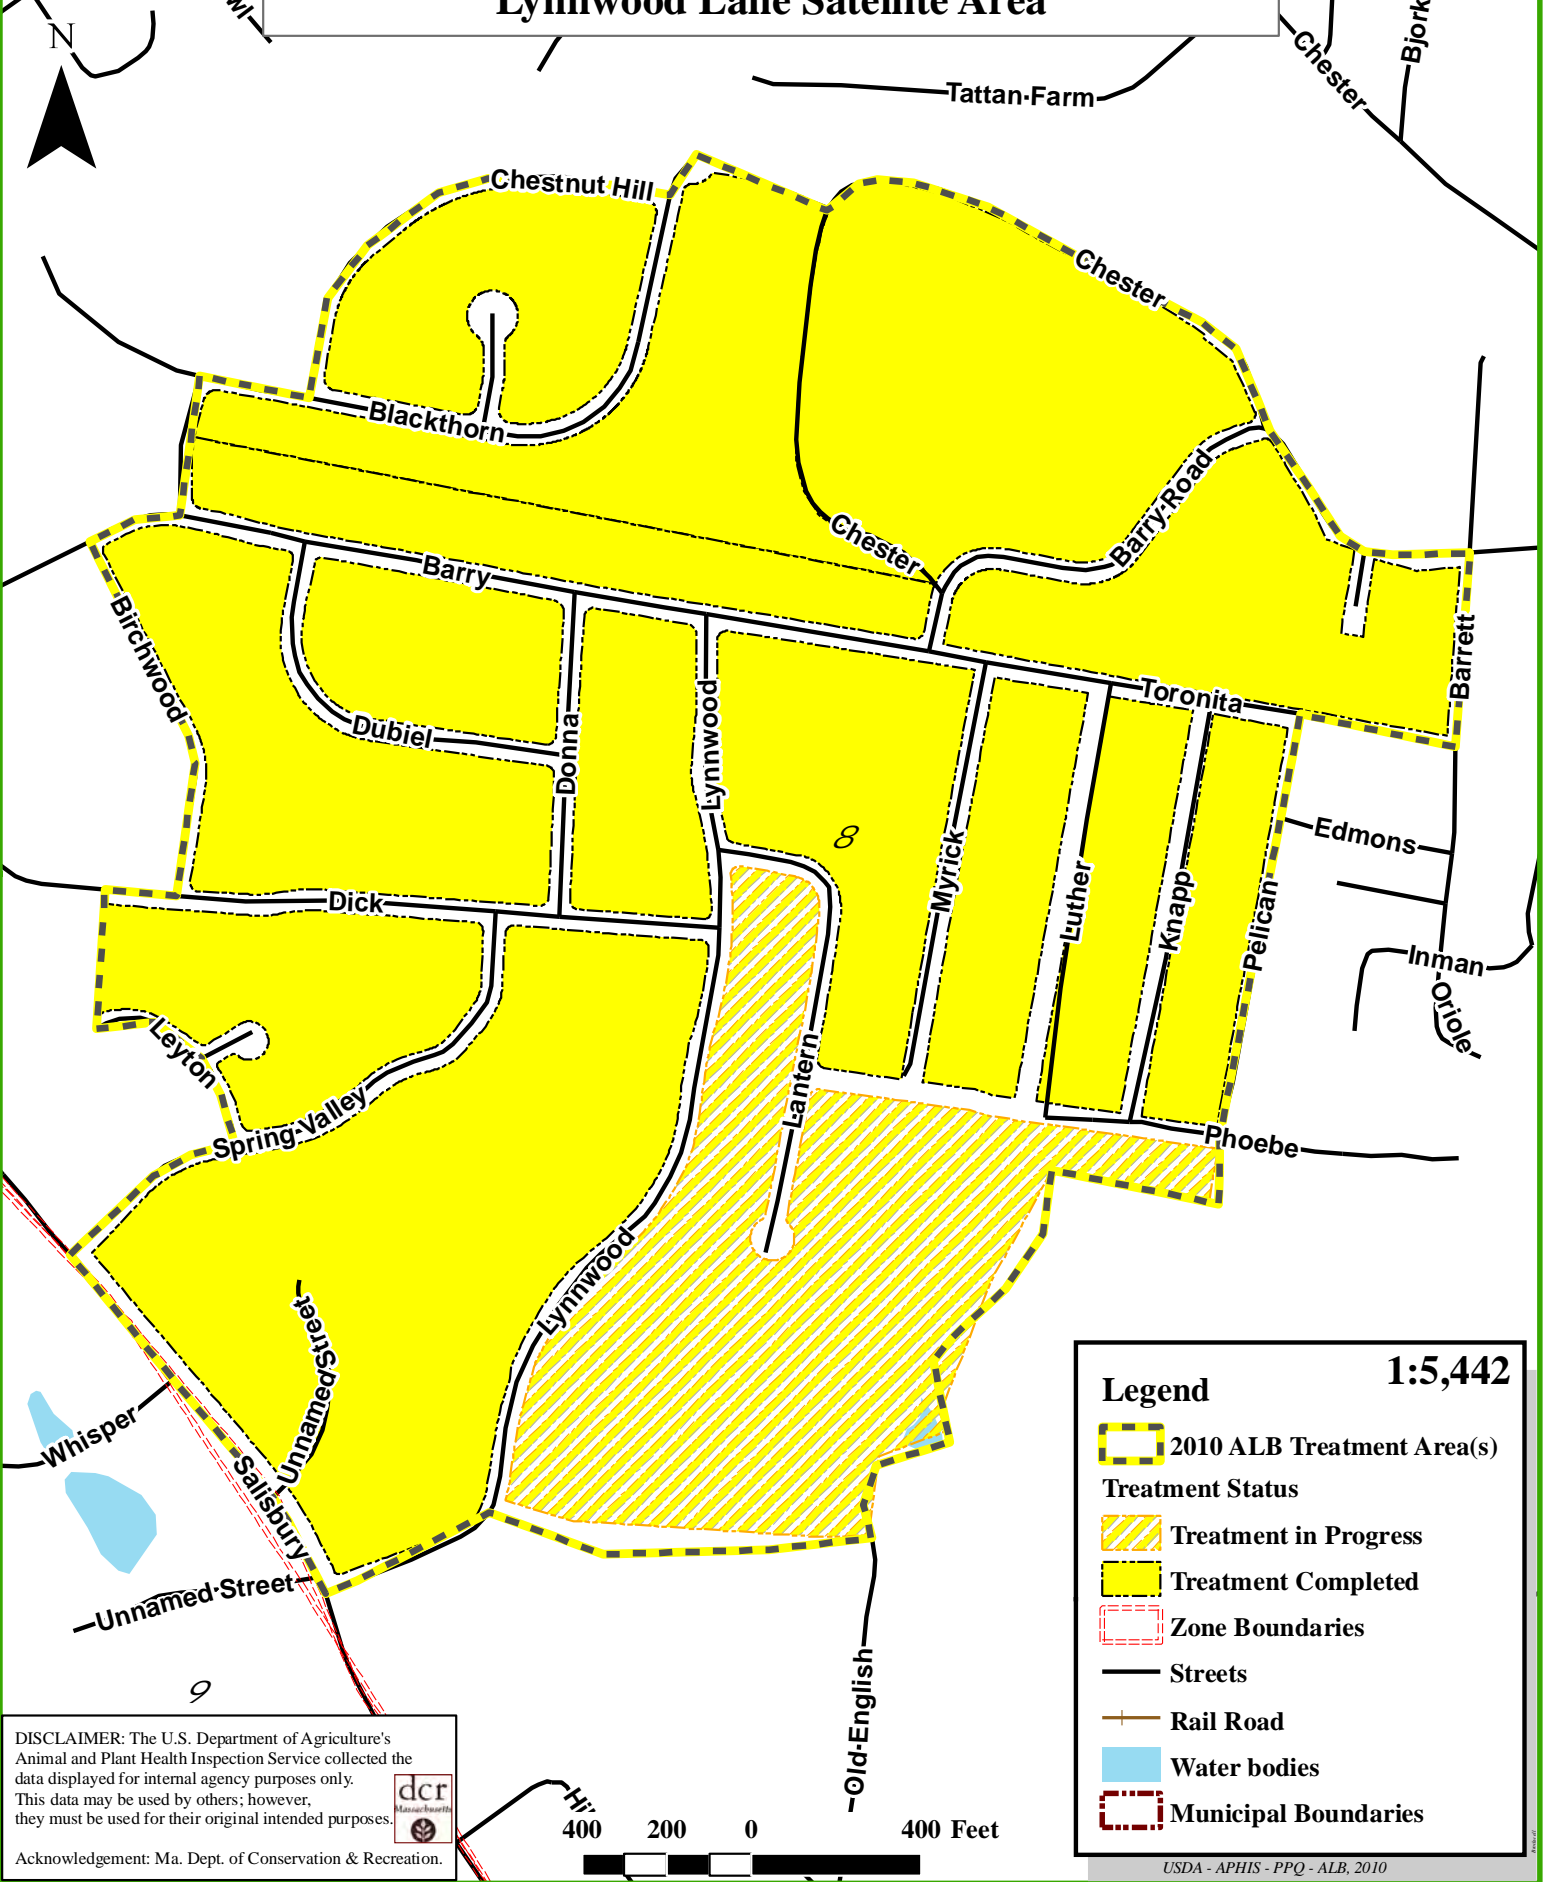 Lynnwood Lane Satellite Area
N
wl
Chester
Bjork
Tattan Farm
Chestnut Hill
Chester
Blackthorn
Chester
Barry Road
Barry
Birchwood
Barrett
Toronita
Dubiel
Donna
Lynnwood
8
Edmons
Myrick
Luther
Knapp
Pelican
Dick
Inman
Oriole
Leyton
Lantern
Spring Valley
Phoebe
Lynnwood
Unnamed Street
Whisper
Salisbury
Unnamed Street
Old English
9
Hi
Legend
1:5,442
2010 ALB Treatment Area(s)
Treatment Status
Treatment in Progress
Treatment Completed
Zone Boundaries
Streets
Rail Road
Water bodies
Municipal Boundaries
USDA - APHIS - PPQ - ALB, 2010
DISCLAIMER: The U.S. Department of Agriculture's
Animal and Plant Health Inspection Service collected the
data displayed for internal agency purposes only.
This data may be used by others; however,
they must be used for their original intended purposes.
Acknowledgement: Ma. Dept. of Conservation & Recreation.
dcr
Massachusetts
400 200 0 400 Feet